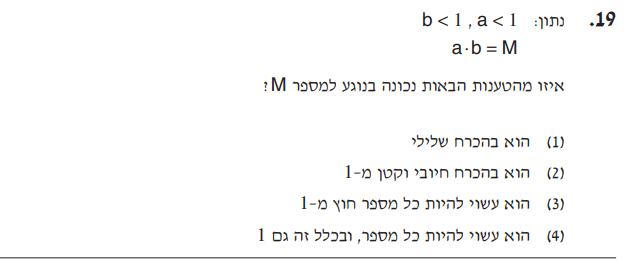 19. נתון: b < 1 , a < 1
a·b = M
איזו מהטענות הבאות נכונה בנוגע למספר M?
(1) הוא בהכרח שלילי
(2) הוא בהכרח חיובי וקטן מ-1
(3) הוא עשוי להיות כל מספר חוץ מ-1
(4) הוא עשוי להיות כל מספר, ובכלל זה גם 1